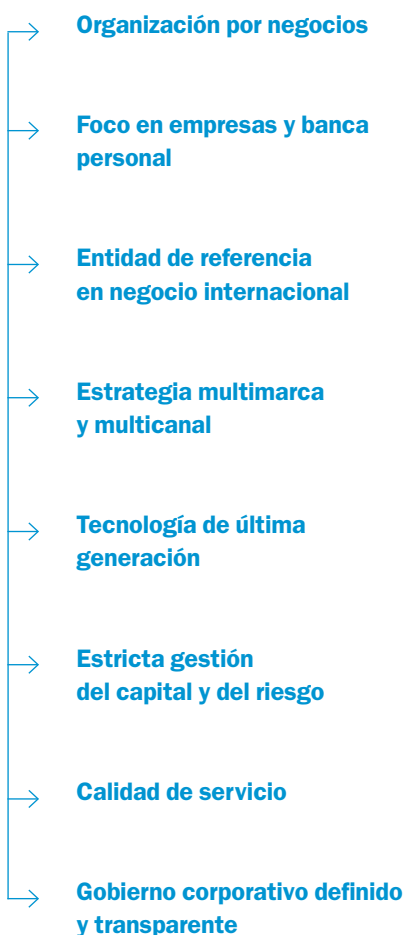 Organización por negocios
Foco en empresas y banca
personal
Entidad de referencia
en negocio internacional
Estrategia multimarca
y multicanal
Tecnología de última
generación
Estricta gestión
del capital y del riesgo
Calidad de servicio
Gobierno corporativo definido
y transparente